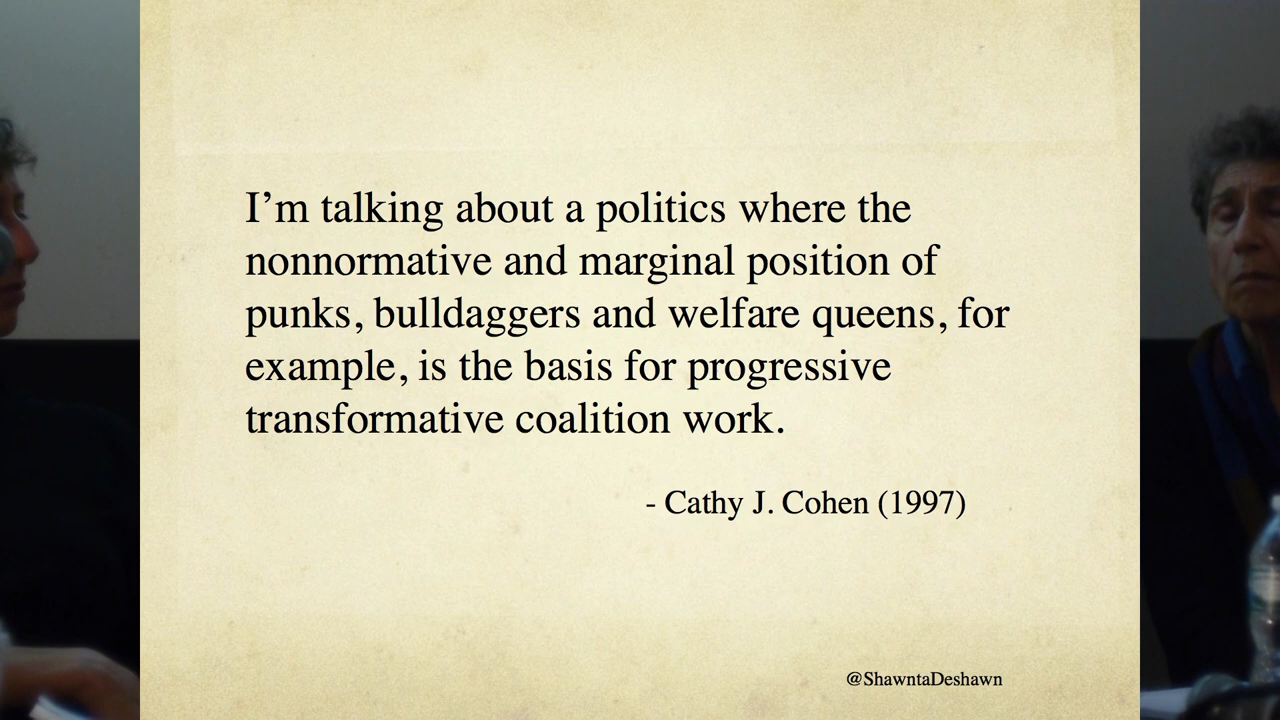 I’m talking about a politics where the
nonnormative and marginal position of
punks, bulldaggers and welfare queens, for
example, is the basis for progressive
transformative coalition work.
- Cathy J. Cohen (1997)
@ShawntaDeshawn